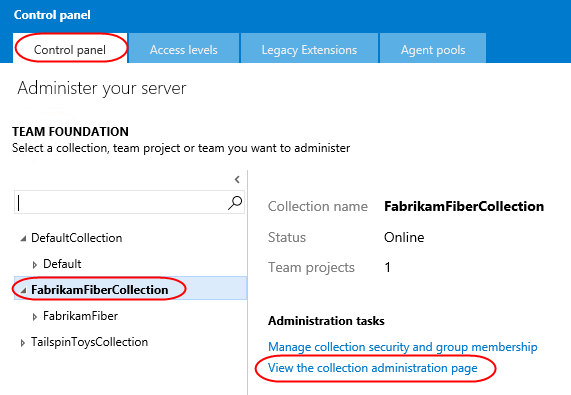 Control panel
Control panel Access levels Legacy Extensions Agent pools
Administer your server
TEAM FOUNDATION
Select a collection, team project or team you want to administer
DefaultCollection
Default
FabrikamFiberCollection
FabrikamFiber
TailspinToysCollection
Collection name FabrikamFiberCollection
Status Online
Team projects 1
Administration tasks
Manage collection security and group membership
View the collection administration page